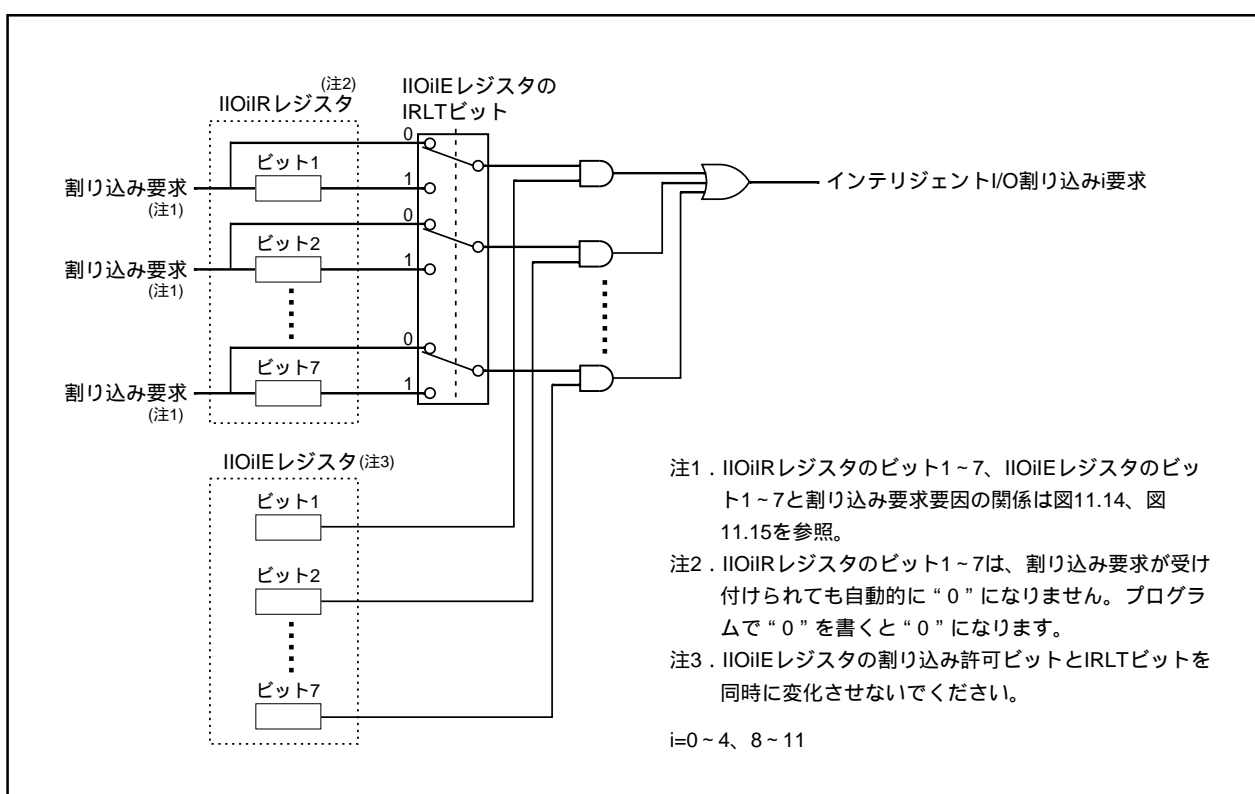 (注2)
IIOiIRレジスタ
IIOiIEレジスタの
IRLTビット
0
ビット1
割り込み要求
(注1)
1
0
ビット2
割り込み要求
(注1)
1
0
ビット7
割り込み要求
(注1)
1
インテリジェントI/O割り込みi要求
IIOiIEレジスタ(注3)
ビット1
ビット2
ビット7
注1．IIOiIRレジスタのビット1～7、IIOiIEレジスタのビッ
ト1～7と割り込み要求要因の関係は図11.14、図
11.15を参照。
注2．IIOiIRレジスタのビット1～7は、割り込み要求が受け
付けられても自動的に“0”になりません。プログラ
ムで“0”を書くと“0”になります。
注3．IIOiIEレジスタの割り込み許可ビットとIRLTビットを
同時に変化させないでください。
i=0～4、8～11